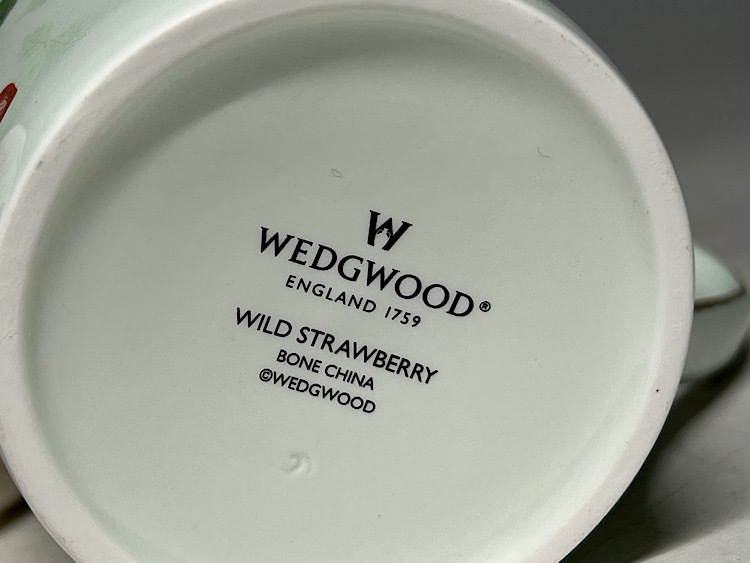 W
WEDGWOOD®
ENGLAND 1759
WILD STRAWBERRY
BONE CHINA
©WEDGWOOD